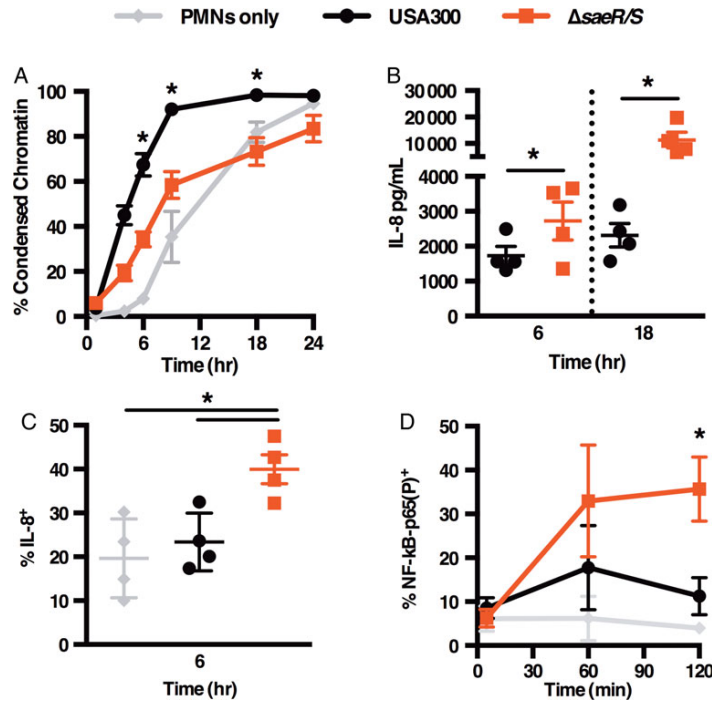 PMNs only USA300 ΔsaeR/S
A
% Condensed Chromatin
100
80
60
40
20
0
* * *
0 6 12 18 24
Time (hr)
B
IL-8 pg/mL
30 000
20 000
10 000
4000
3000
2000
1000
0
* *
6 18
Time (hr)
C
% IL-8+
50
40
30
20
10
0
*
6
Time (hr)
D
% NF-kB-p65(P)+
50
40
30
20
10
0
*
0 30 60 90 120
Time (min)